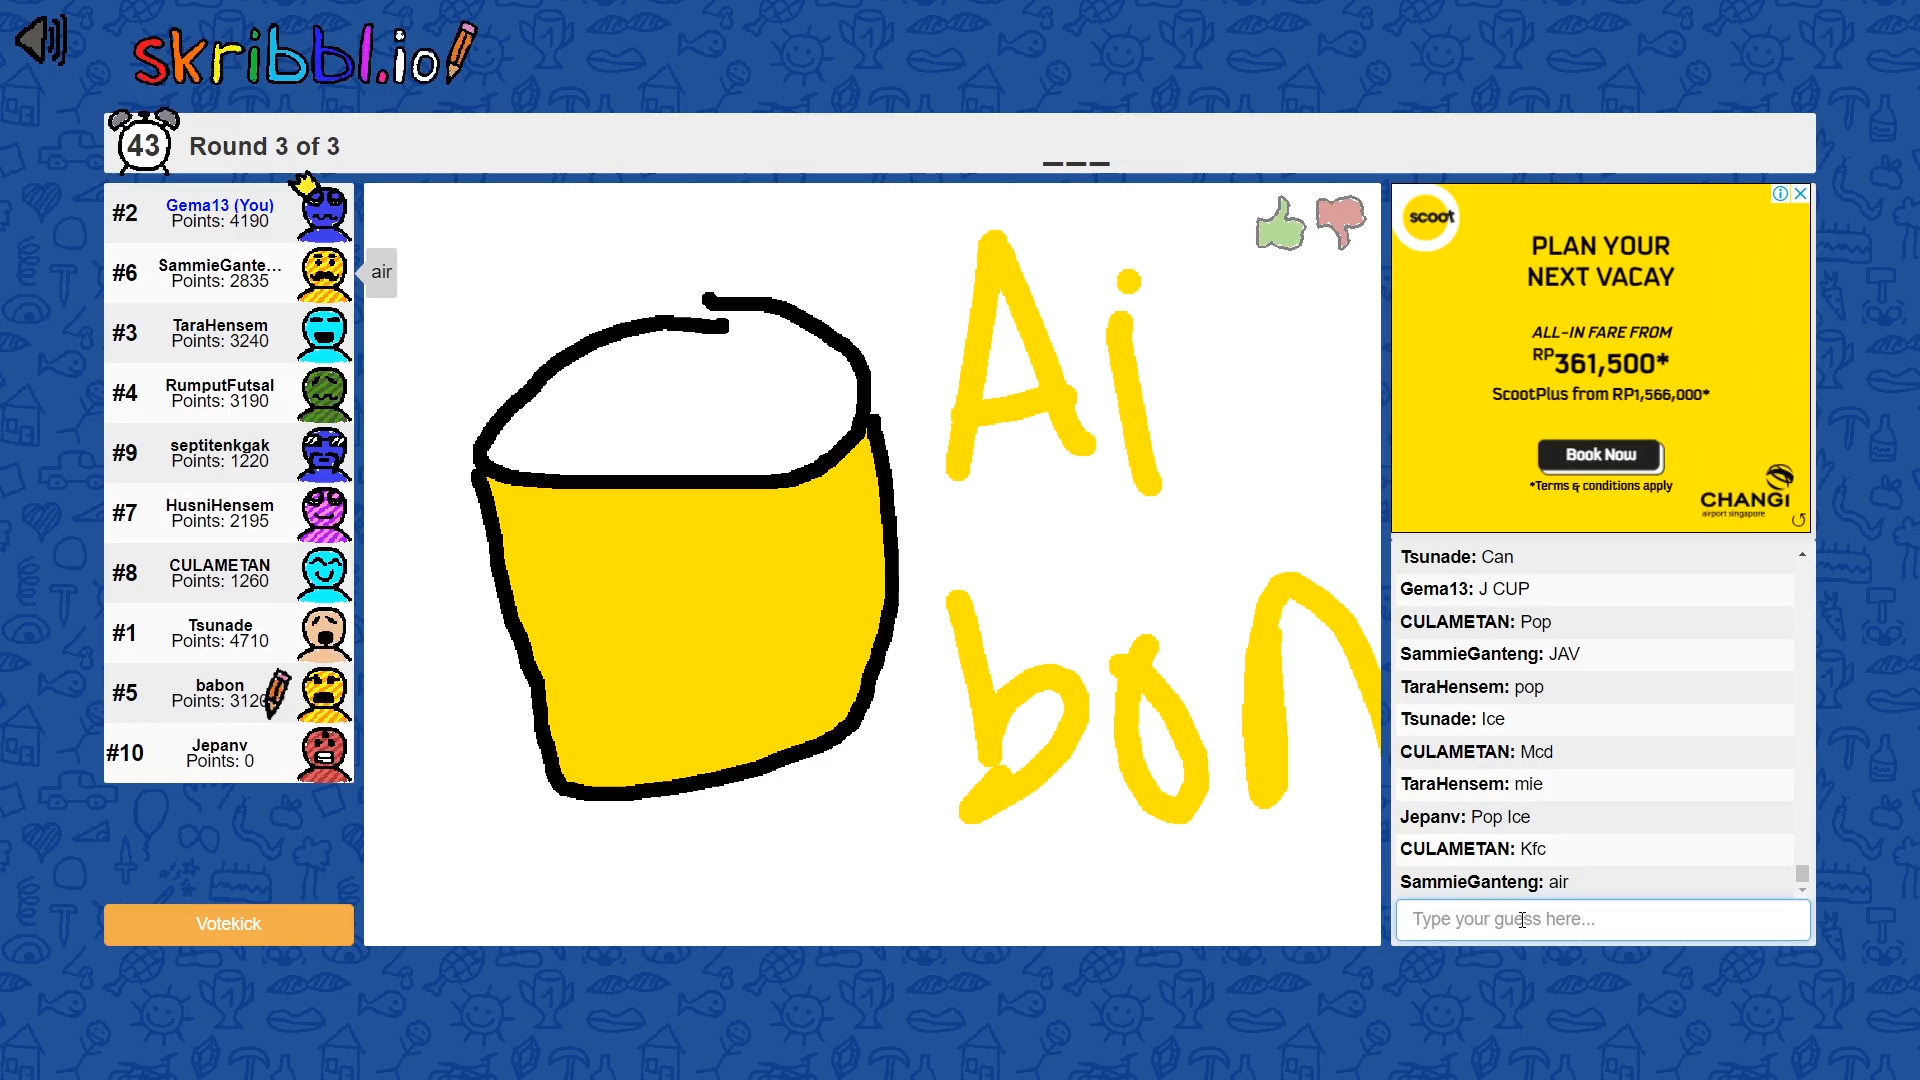 skribbl.io
43
Round 3 of 3
_ _ _
#2
Gema13 (You)
Points: 4190
#6
SammieGante...
Points: 2835
air
#3
TaraHensem
Points: 3240
#4
RumputFutsal
Points: 3190
#9
septitenkgak
Points: 1220
#7
HusniHensem
Points: 2195
#8
CULAMETAN
Points: 1260
#1
Tsunade
Points: 4710
#5
babon
Points: 3120
#10
Jepanv
Points: 0
Votekick
Ai
bon
scoot
PLAN YOUR
NEXT VACAY
ALL-IN FARE FROM
RP361,500*
ScootPlus from RP1,566,000*
Book Now
*Terms & conditions apply
CHANGI
airport singapore
Tsunade: Can
Gema13: J CUP
CULAMETAN: Pop
SammieGanteng: JAV
TaraHensem: pop
Tsunade: Ice
CULAMETAN: Mcd
TaraHensem: mie
Jepanv: Pop Ice
CULAMETAN: Kfc
SammieGanteng: air
Type your guess here...